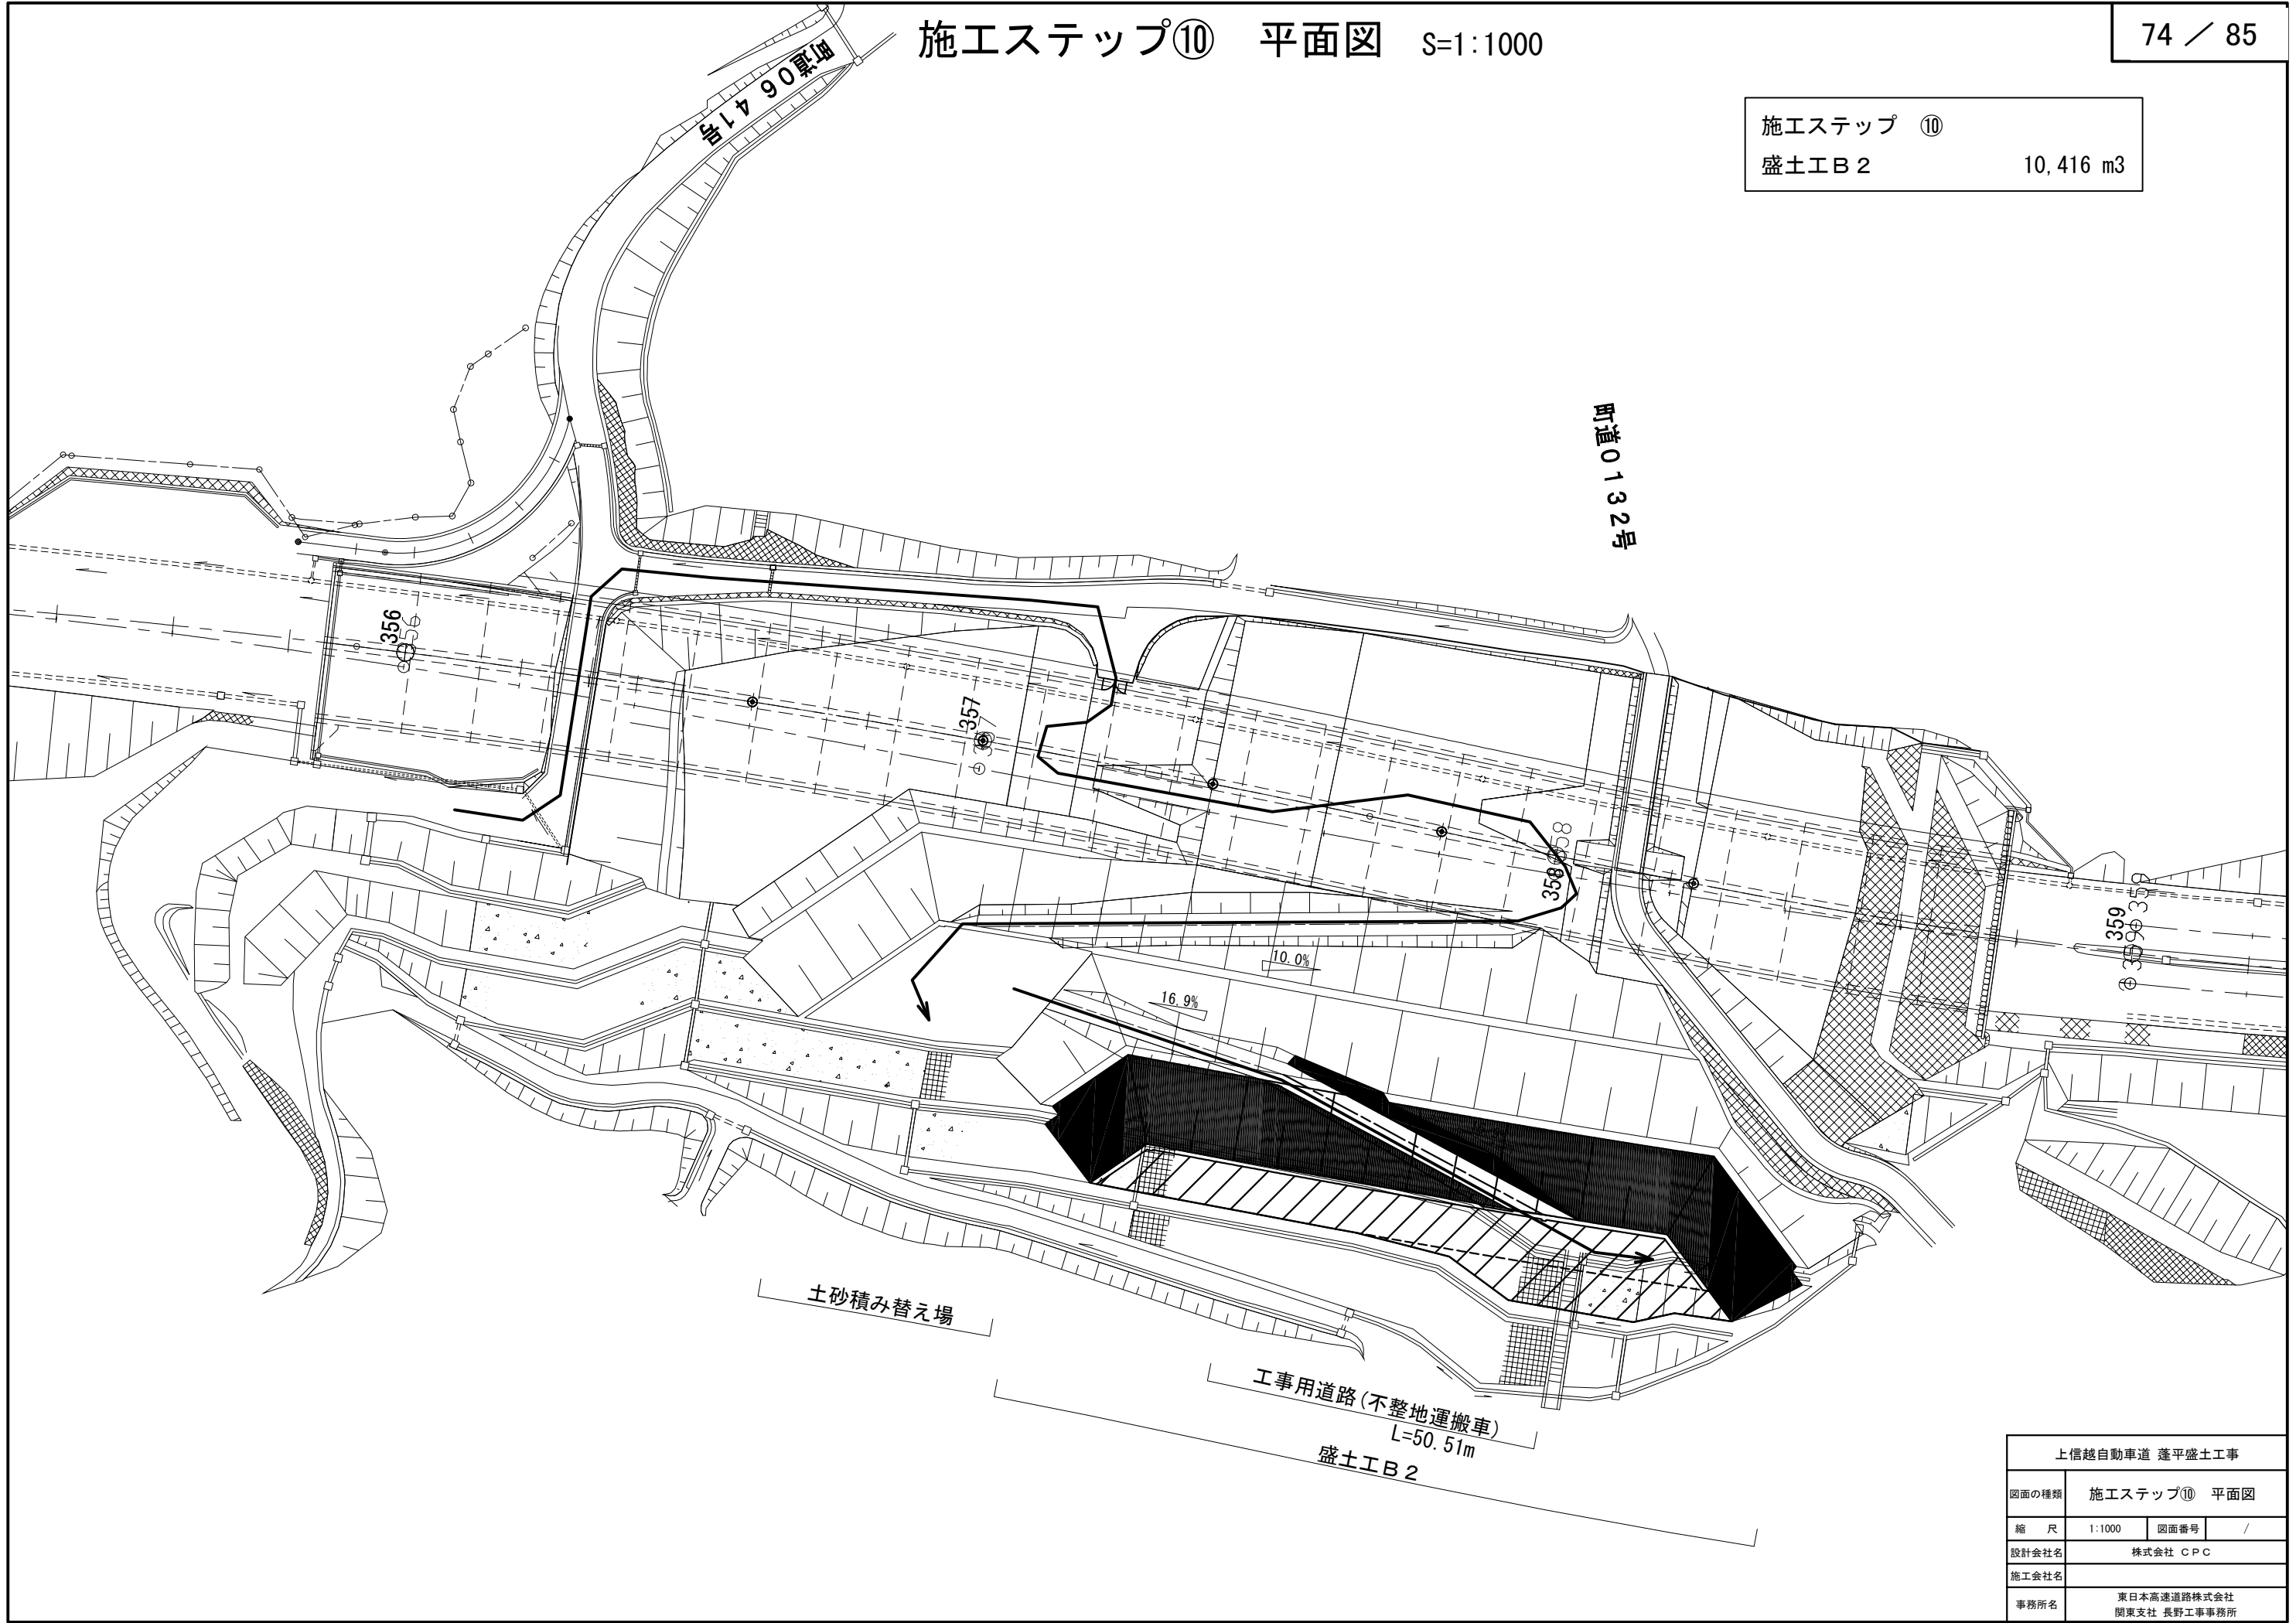 施工ステップ⑩　平面図　S=1:1000
74 ／ 85
施工ステップ　⑩
盛土工Ｂ２　10,416 m3
町道０６４１号
町道０１３２号
356
356
357
357
358
358
359
359
10.0%
16.9%
土砂積み替え場
工事用道路(不整地運搬車)
L=50.51m
盛土工Ｂ２
上信越自動車道 蓬平盛土工事
図面の種類　施工ステップ⑩　平面図
縮　尺　1:1000　図面番号　/
設計会社名　株式会社 ＣＰＣ
施工会社名
事務所名　東日本高速道路株式会社
関東支社 長野工事事務所